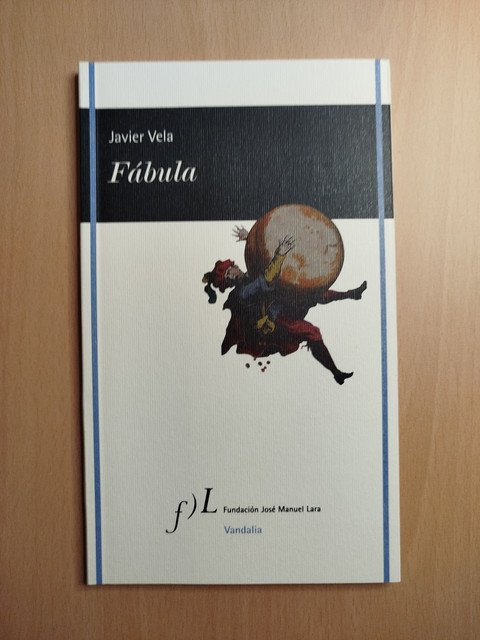 Javier Vela
Fábula
f)L Fundación José Manuel Lara
Vandalia